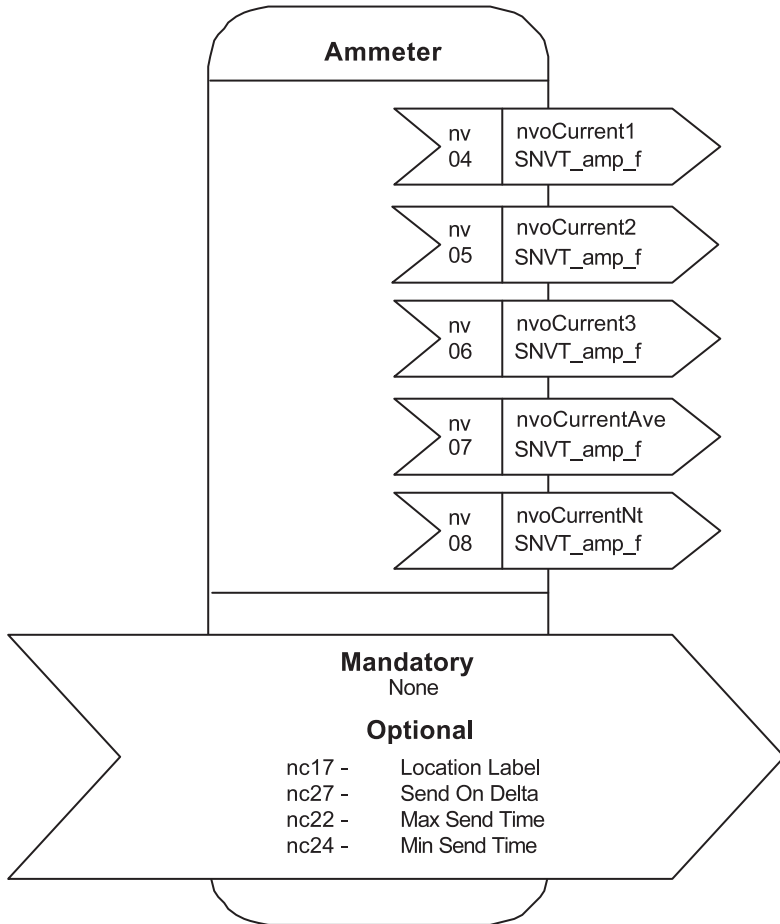 Ammeter
nv nvoCurrent1
04 SNVT_amp_f
nv nvoCurrent2
05 SNVT_amp_f
nv nvoCurrent3
06 SNVT_amp_f
nv nvoCurrentAve
07 SNVT_amp_f
nv nvoCurrentNt
08 SNVT_amp_f
Mandatory
None
Optional
nc17 - Location Label
nc27 - Send On Delta
nc22 - Max Send Time
nc24 - Min Send Time